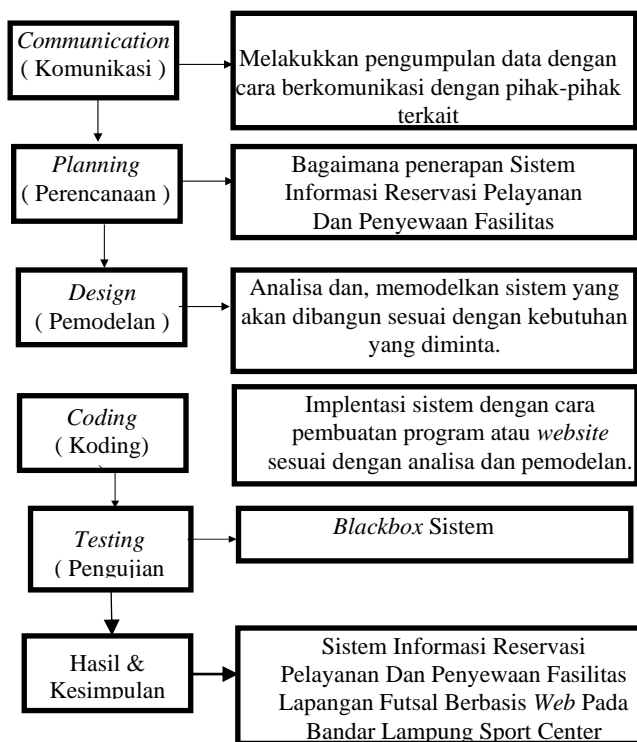 Communication
( Komunikasi )
Melakukkan pengumpulan data dengan
cara berkomunikasi dengan pihak-pihak
terkait
Planning
( Perencanaan )
Bagaimana penerapan Sistem
Informasi Reservasi Pelayanan
Dan Penyewaan Fasilitas
Design
( Pemodelan )
Analisa dan, memodelkan sistem yang
akan dibangun sesuai dengan kebutuhan
yang diminta.
Coding
( Koding)
Implentasi sistem dengan cara
pembuatan program atau website
sesuai dengan analisa dan pemodelan.
Testing
( Pengujian
Blackbox Sistem
Hasil &
Kesimpulan
Sistem Informasi Reservasi
Pelayanan Dan Penyewaan Fasilitas
Lapangan Futsal Berbasis Web Pada
Bandar Lampung Sport Center